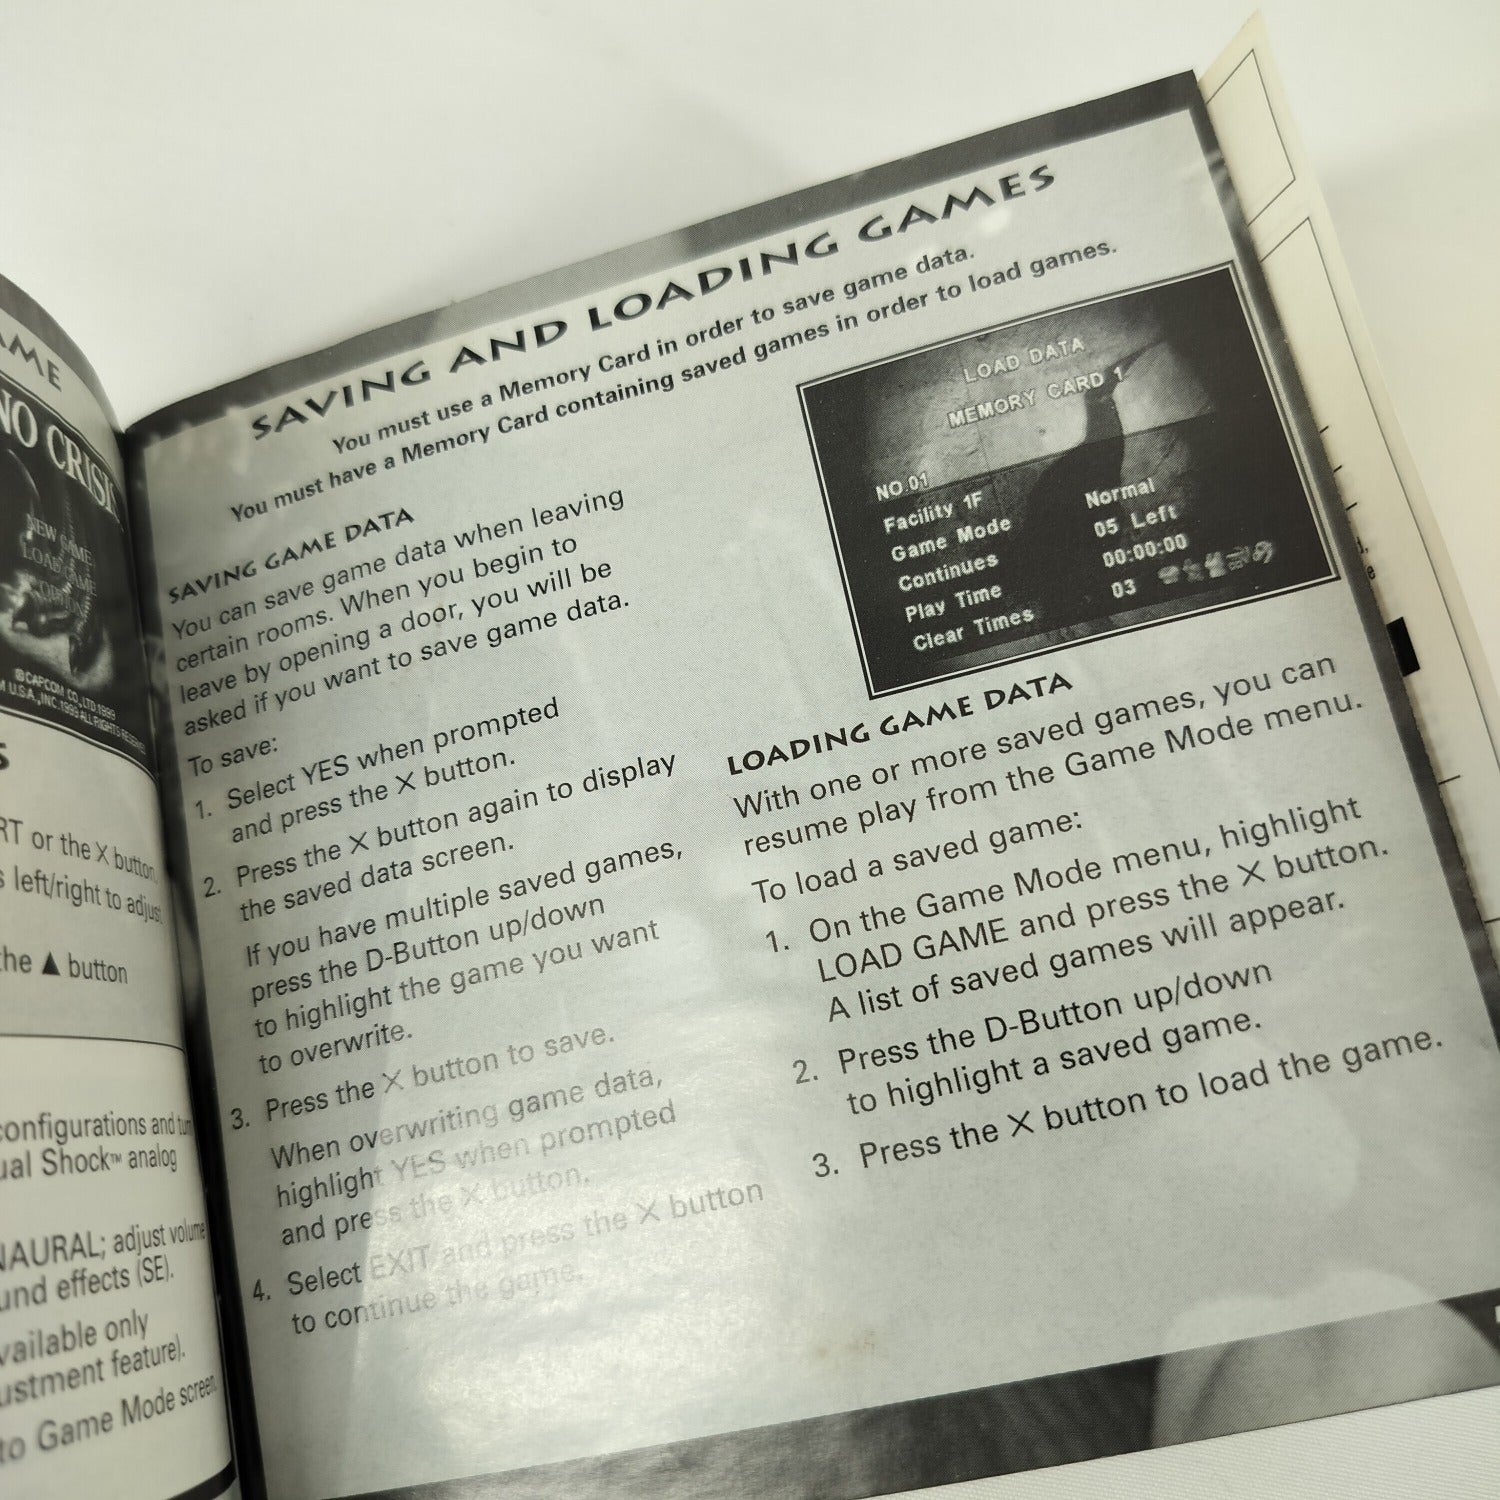 AME
NO CRISIS
NEW GAME
LOAD GAME
OPTION
©CAPCOM CO.,LTD 1999
M U.S.A., INC. 1999 ALL RIGHTS RESERVED
S
RT or the X button.
s left/right to adjust
the ▲ button
configurations and turn
ual Shock™ analog
NAURAL; adjust volume
und effects (SE).
vailable only
ustment feature).
to Game Mode screen.
SAVING AND LOADING GAMES
You must use a Memory Card in order to save game data.
You must have a Memory Card containing saved games in order to load games.
SAVING GAME DATA
You can save game data when leaving
certain rooms. When you begin to
leave by opening a door, you will be
asked if you want to save game data.
To save:
1. Select YES when prompted
and press the X button.
2. Press the X button again to display
the saved data screen.
If you have multiple saved games,
press the D-Button up/down
to highlight the game you want
to overwrite.
3. Press the X button to save.
When overwriting game data,
highlight YES when prompted
and press the X button.
4. Select EXIT and press the X button
to continue the game.
LOAD DATA
MEMORY CARD 1
NO.01
Facility 1F
Game Mode Normal
Continues 05 Left
Play Time 00:00:00
Clear Times 03
LOADING GAME DATA
With one or more saved games, you can
resume play from the Game Mode menu.
To load a saved game:
1. On the Game Mode menu, highlight
LOAD GAME and press the X button.
A list of saved games will appear.
2. Press the D-Button up/down
to highlight a saved game.
3. Press the X button to load the game.